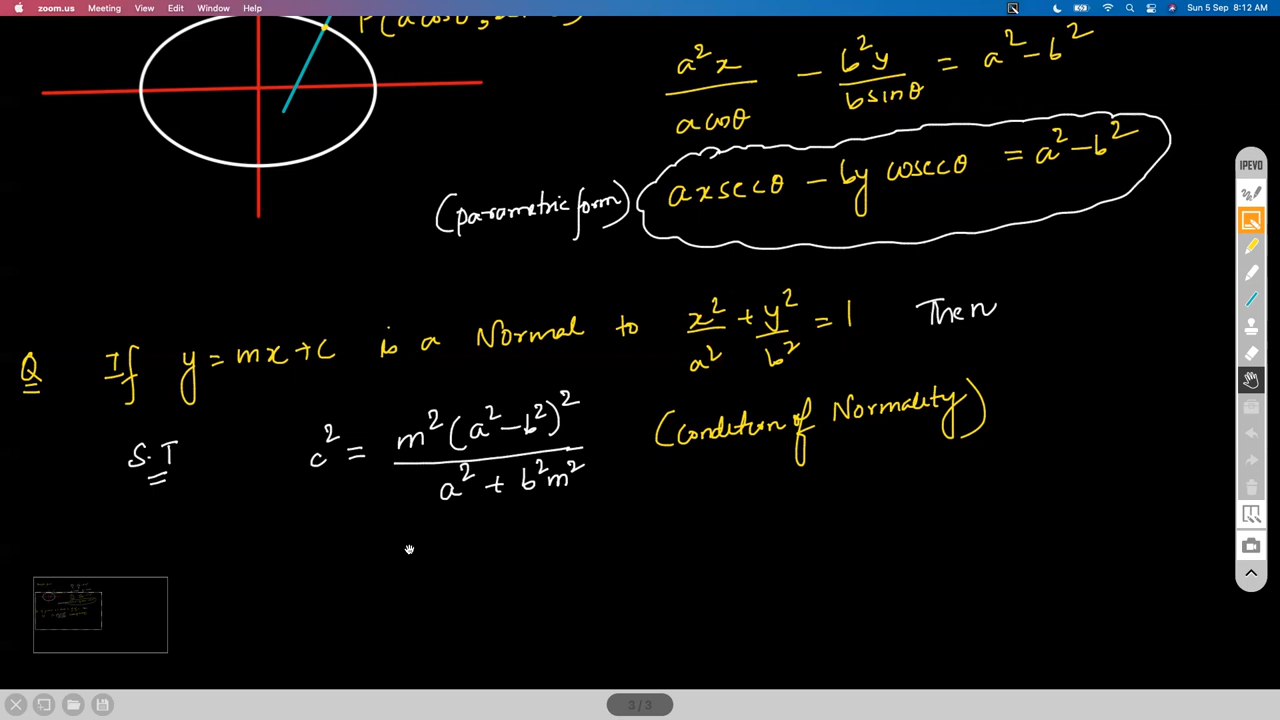 zoom.us Meeting View Edit Window Help Sun 5 Sep 8:12 AM
a²x/acosθ - b²y/bsinθ = a² - b²
(parametric form) axsecθ - by cosecθ = a² - b²
IPEVO
Q If y = mx + c is a Normal to x²/a² + y²/b² = 1 Then
S.T c² = m²(a² - b²)²/a² + b²m² (Condition of Normality)
3 / 3